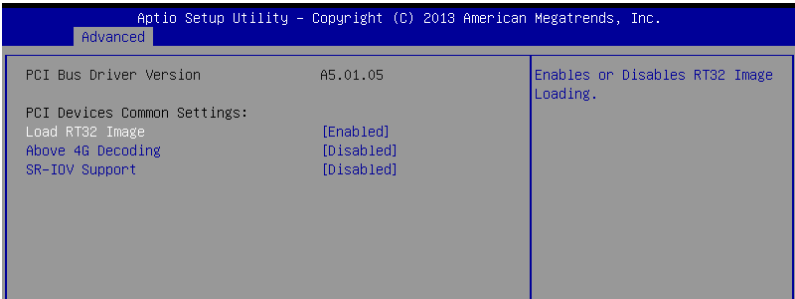 Aptio Setup Utility – Copyright (C) 2013 American Megatrends, Inc.
Advanced
PCI Bus Driver Version A5.01.05
PCI Devices Common Settings:
Load RT32 Image [Enabled]
Above 4G Decoding [Disabled]
SR-IOV Support [Disabled]
Enables or Disables RT32 Image
Loading.